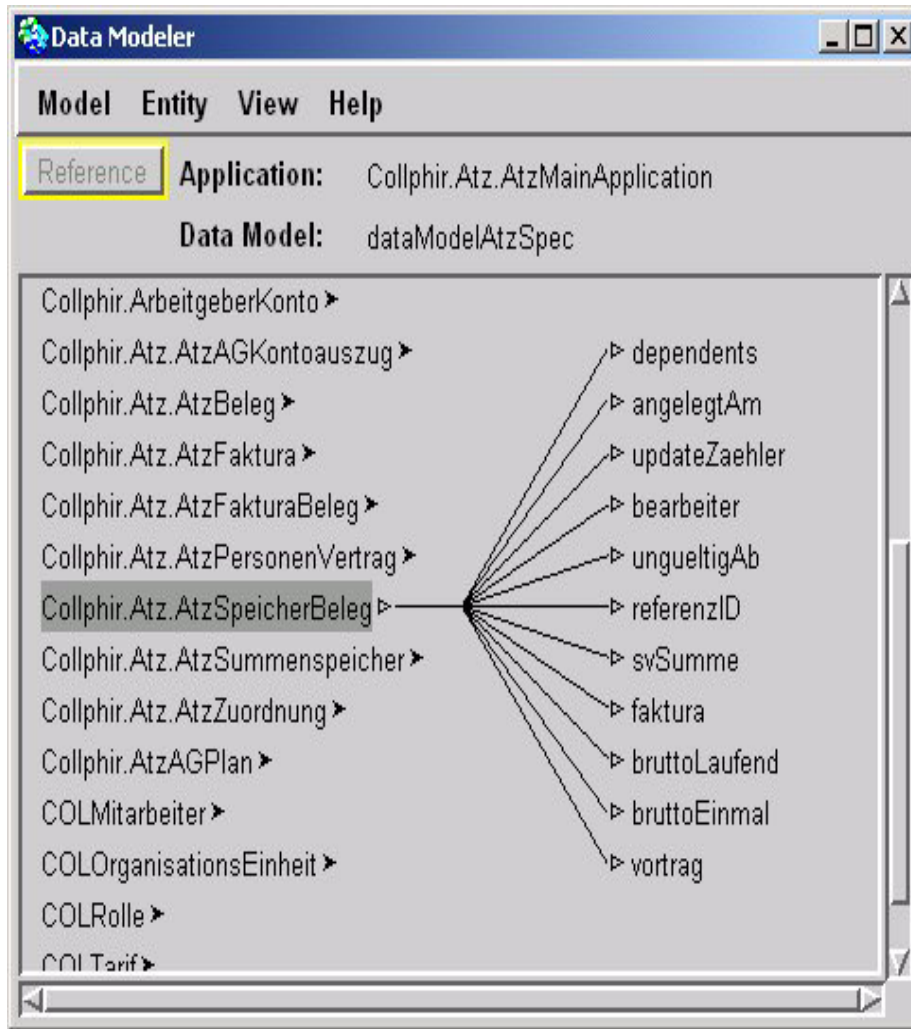 Data Modeler
Model Entity View Help
Reference Application: Collphir.Atz.AtzMainApplication
Data Model: dataModelAtzSpec
Collphir.ArbeitgeberKonto
Collphir.Atz.AtzAGKontoauszug dependents
Collphir.Atz.AtzBeleg angelegtAm
Collphir.Atz.AtzFaktura updateZaehler
Collphir.Atz.AtzFakturaBeleg bearbeiter
Collphir.Atz.AtzPersonenVertrag ungueltigAb
Collphir.Atz.AtzSpeicherBeleg referenzID
Collphir.Atz.AtzSummenspeicher svSumme
Collphir.Atz.AtzZuordnung faktura
Collphir.AtzAGPlan bruttoLaufend
COLMitarbeiter bruttoEinmal
COLOrganisationsEinheit vortrag
COLRolle
COLTarif